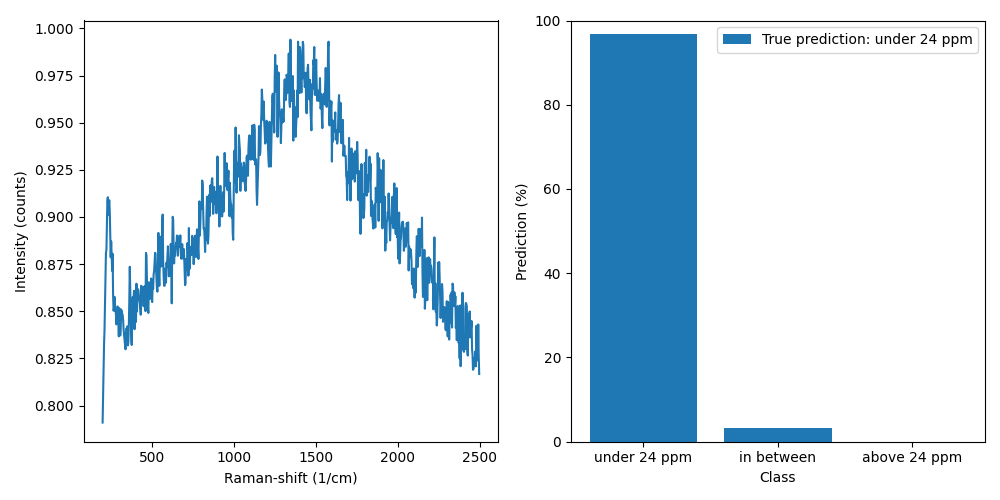 1.000
0.975
0.950
0.925
0.900
0.875
0.850
0.825
0.800
Intensity (counts)
500
1000
1500
2000
2500
Raman-shift (1/cm)
100
80
60
40
20
0
Prediction (%)
True prediction: under 24 ppm
under 24 ppm
in between
above 24 ppm
Class